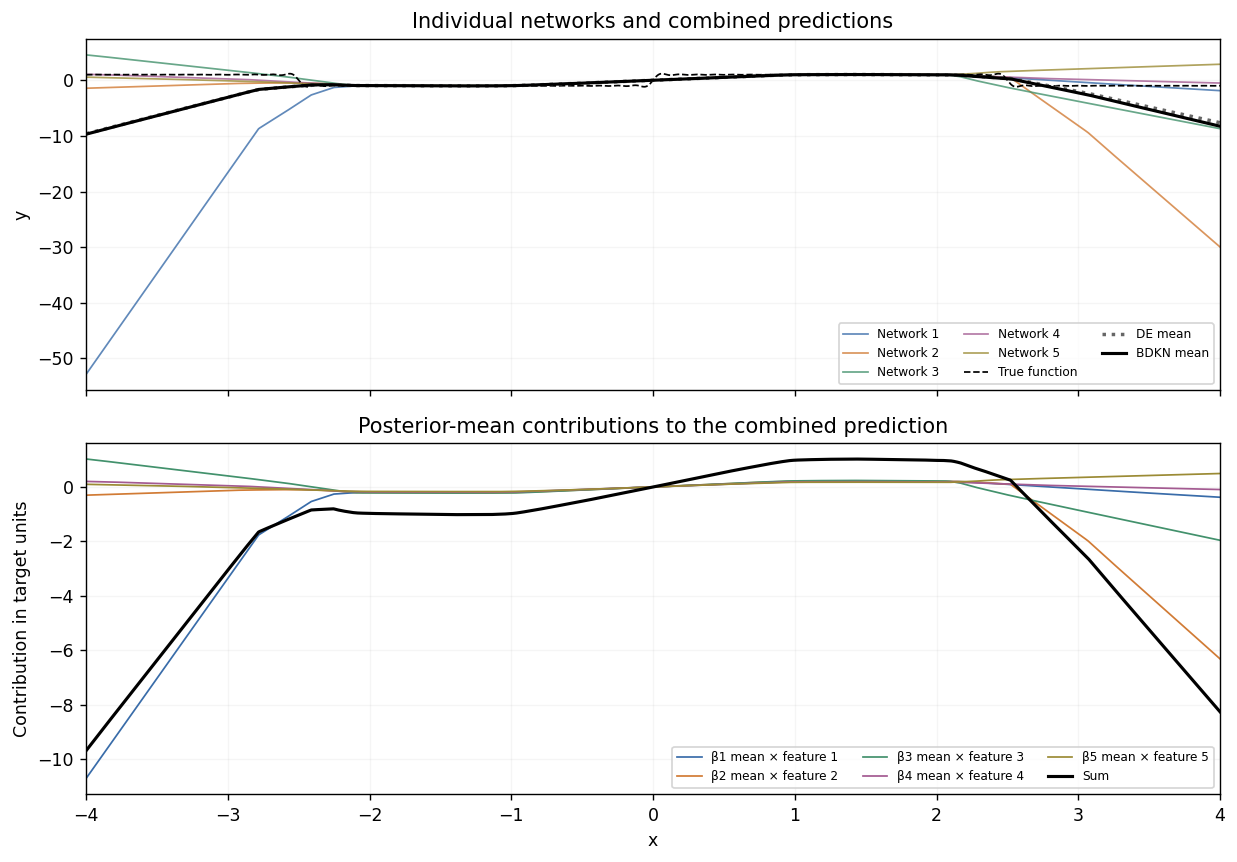 Individual networks and combined predictions
0
−10
−20
−30
−40
−50
y
Network 1
Network 2
Network 3
Network 4
Network 5
True function
DE mean
BDKN mean
Posterior-mean contributions to the combined prediction
0
−2
−4
−6
−8
−10
Contribution in target units
β1 mean × feature 1
β2 mean × feature 2
β3 mean × feature 3
β4 mean × feature 4
β5 mean × feature 5
Sum
−4
−3
−2
−1
0
1
2
3
4
x